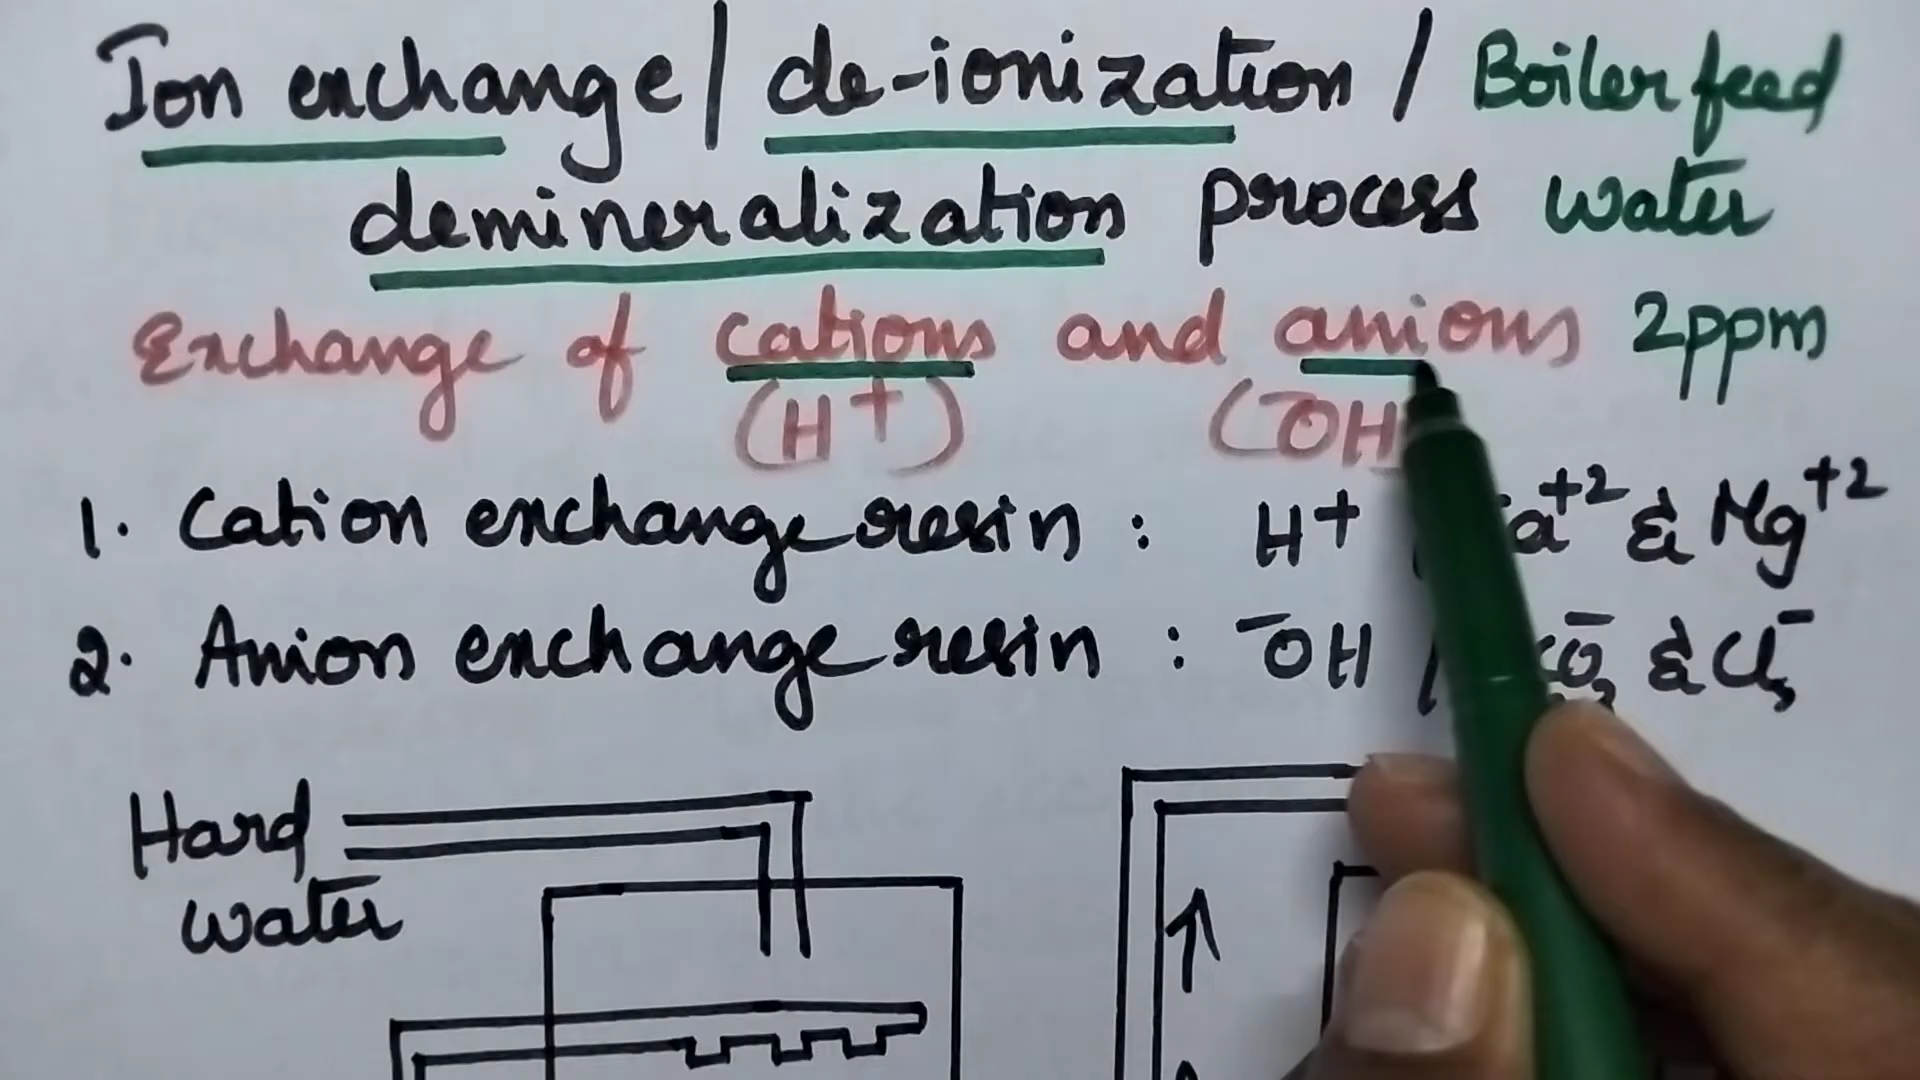 Ion exchange/ de-ionization / Boiler feed
demineralization process water
Exchange of cations and anions 2ppm
(H+) (-OH
1. Cation exchange resin : H+ a+2 & Mg+2
2. Anion exchange resin : -OH / & Cl-
Hard
water